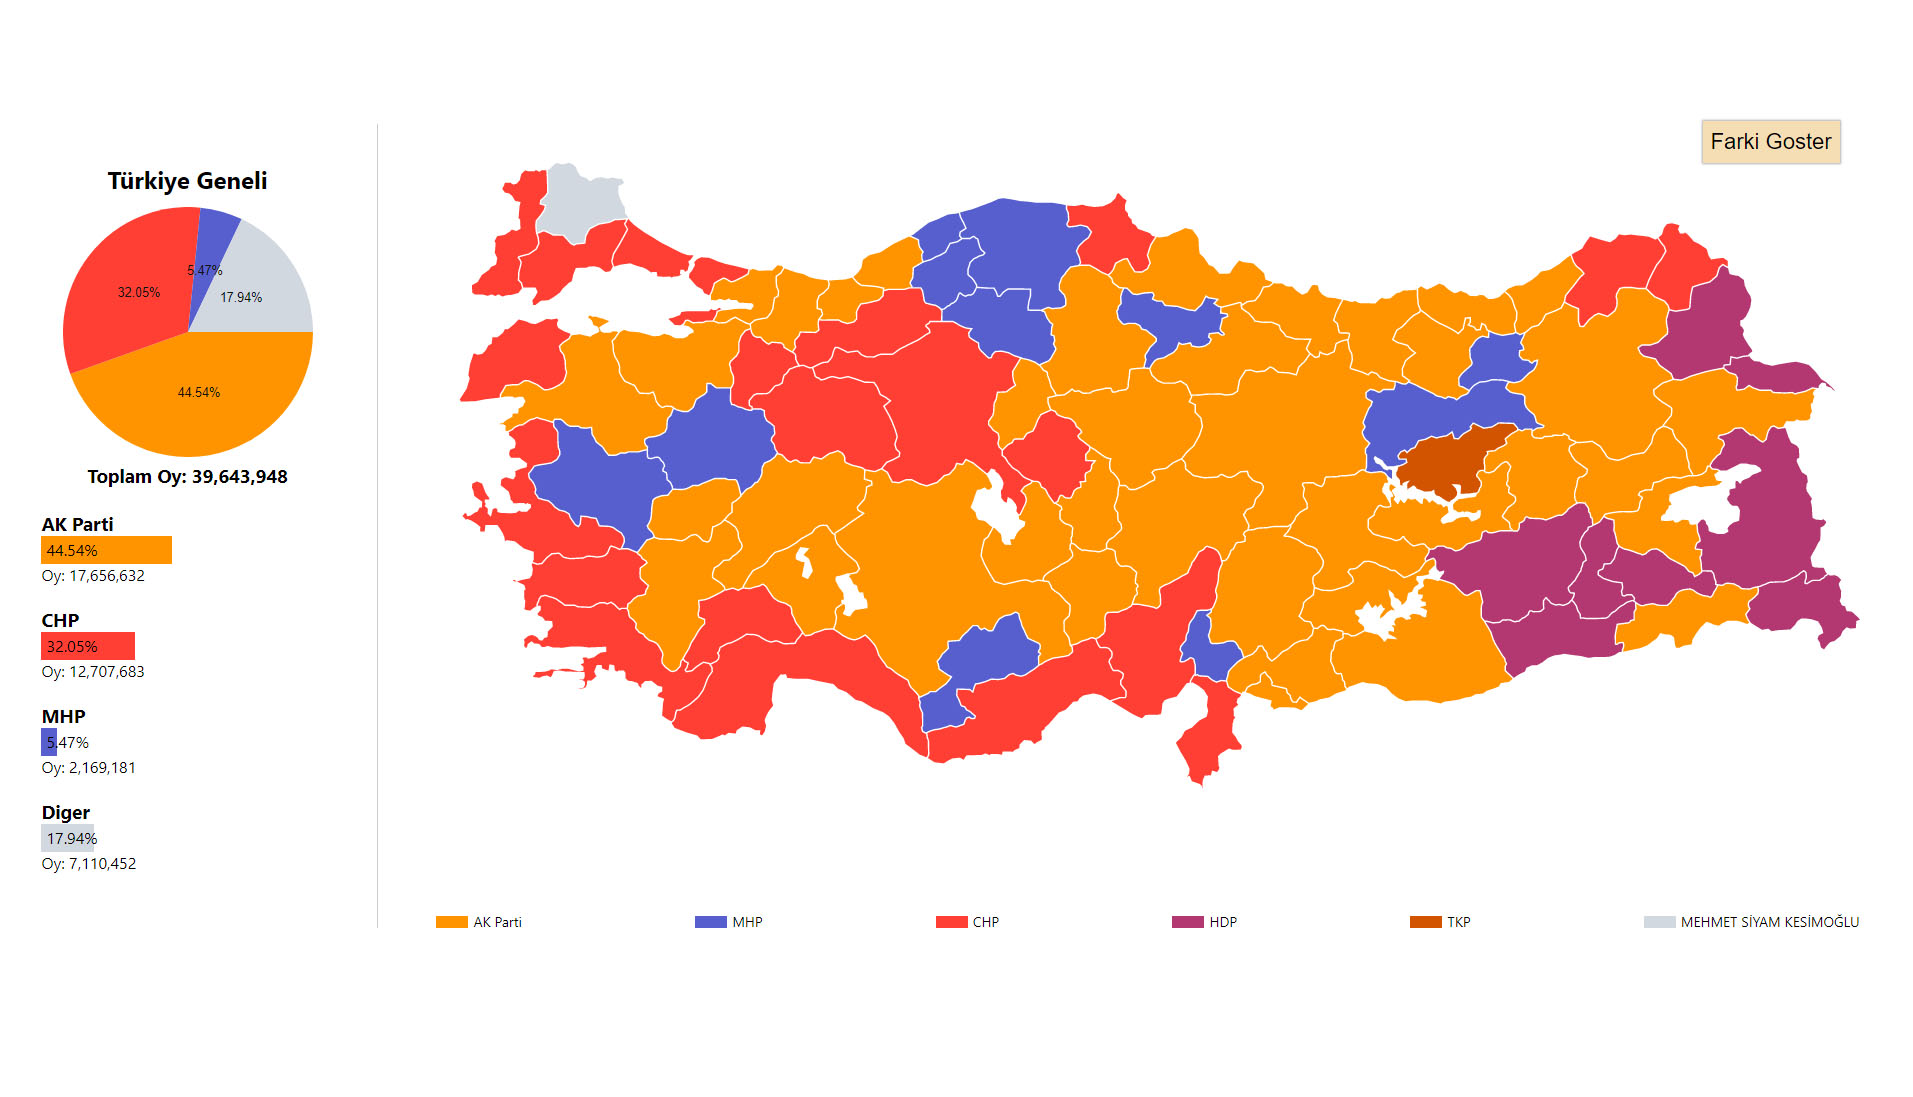 Farki Goster
Türkiye Geneli
5.47%
32.05%
17.94%
44.54%
Toplam Oy: 39,643,948
AK Parti
44.54%
Oy: 17,656,632
CHP
32.05%
Oy: 12,707,683
MHP
5.47%
Oy: 2,169,181
Diger
17.94%
Oy: 7,110,452
AK Parti
MHP
CHP
HDP
TKP
MEHMET SİYAM KESİMOĞLU